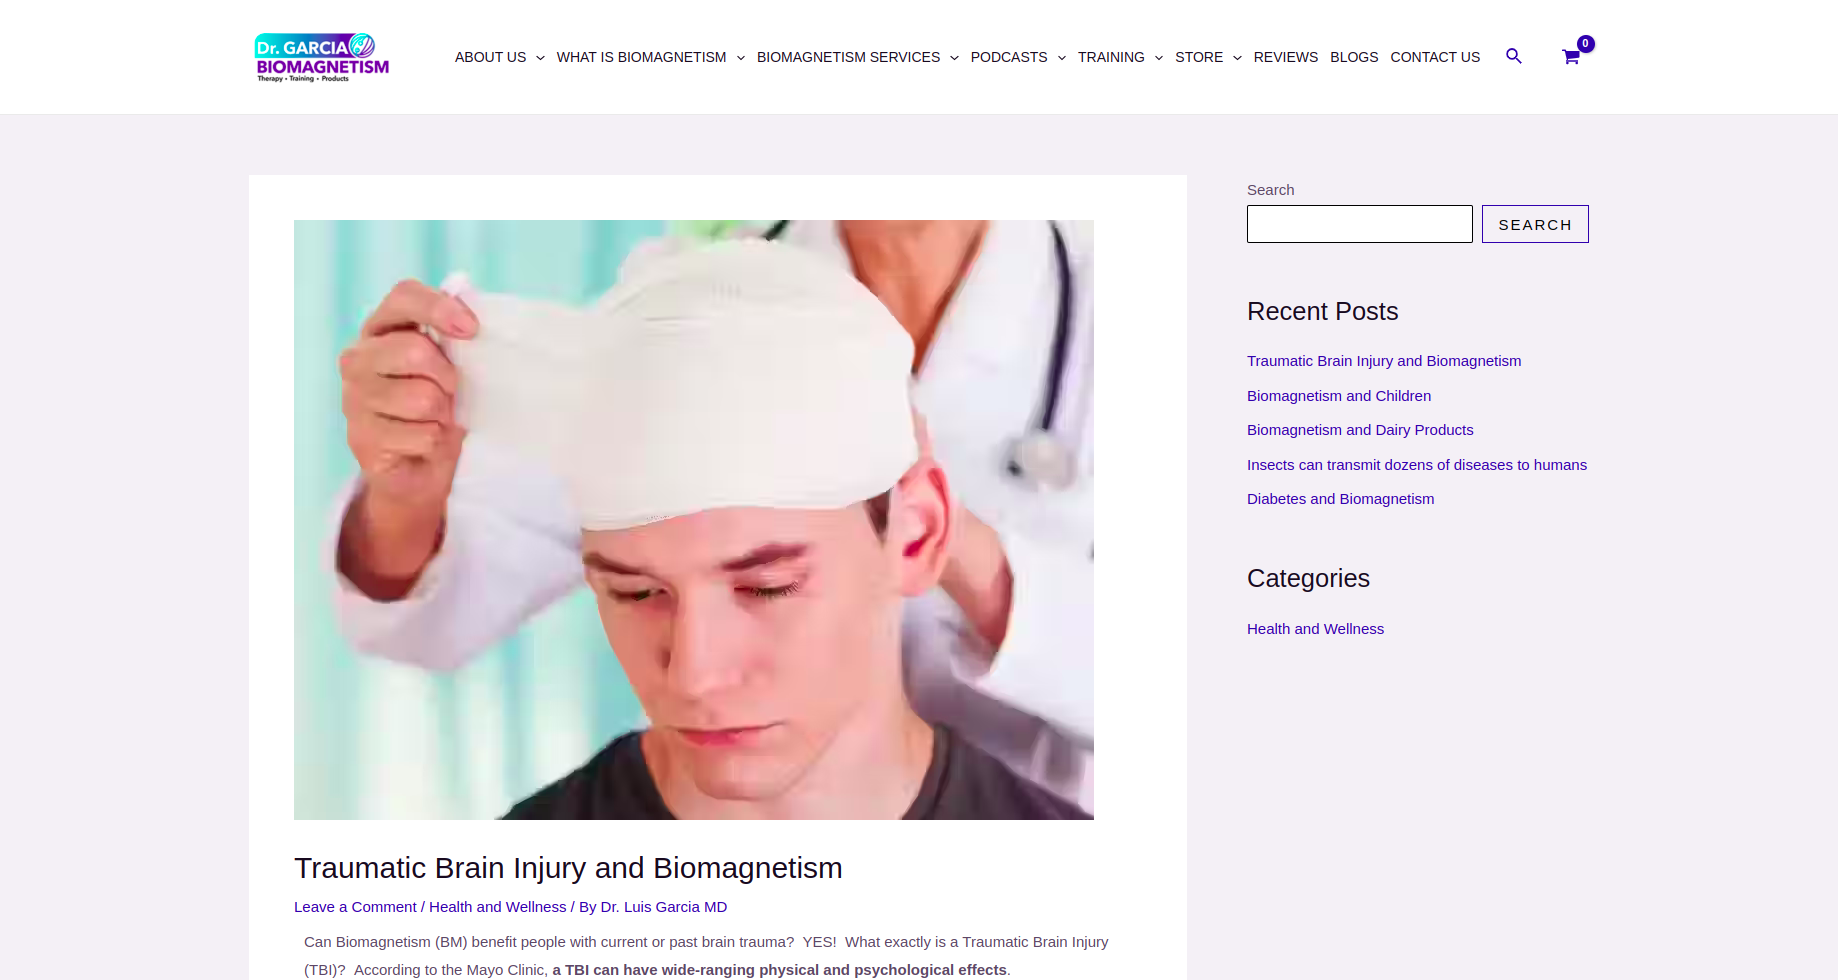 Dr. GARCIA
BIOMAGNETISM
Therapy • Training • Products
ABOUT US WHAT IS BIOMAGNETISM BIOMAGNETISM SERVICES PODCASTS TRAINING STORE REVIEWS BLOGS CONTACT US 0
Search
SEARCH
Recent Posts
Traumatic Brain Injury and Biomagnetism
Biomagnetism and Children
Biomagnetism and Dairy Products
Insects can transmit dozens of diseases to humans
Diabetes and Biomagnetism
Categories
Health and Wellness
Traumatic Brain Injury and Biomagnetism
Leave a Comment / Health and Wellness / By Dr. Luis Garcia MD
Can Biomagnetism (BM) benefit people with current or past brain trauma?  YES!  What exactly is a Traumatic Brain Injury
(TBI)?  According to the Mayo Clinic, a TBI can have wide-ranging physical and psychological effects.